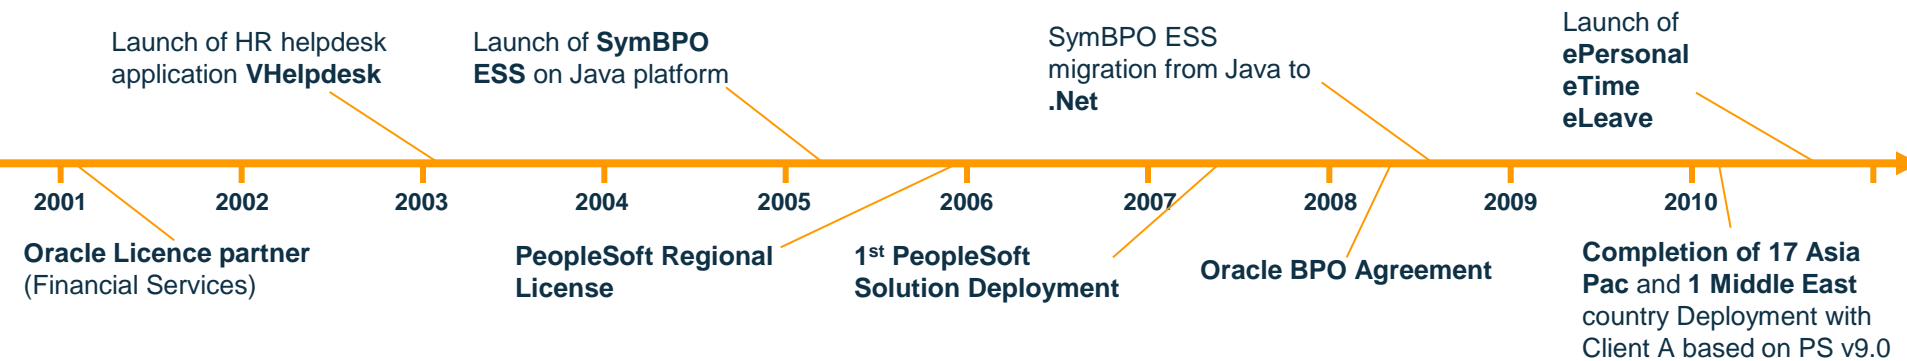 Launch of HR helpdesk
application VHelpdesk
Launch of SymBPO
ESS on Java platform
SymBPO ESS
migration from Java to
.Net
Launch of
ePersonal
eTime
eLeave
2001
2002
2003
2004
2005
2006
2007
2008
2009
2010
Oracle Licence partner
(Financial Services)
PeopleSoft Regional
License
1st PeopleSoft
Solution Deployment
Oracle BPO Agreement
Completion of 17 Asia
Pac and 1 Middle East
country Deployment with
Client A based on PS v9.0